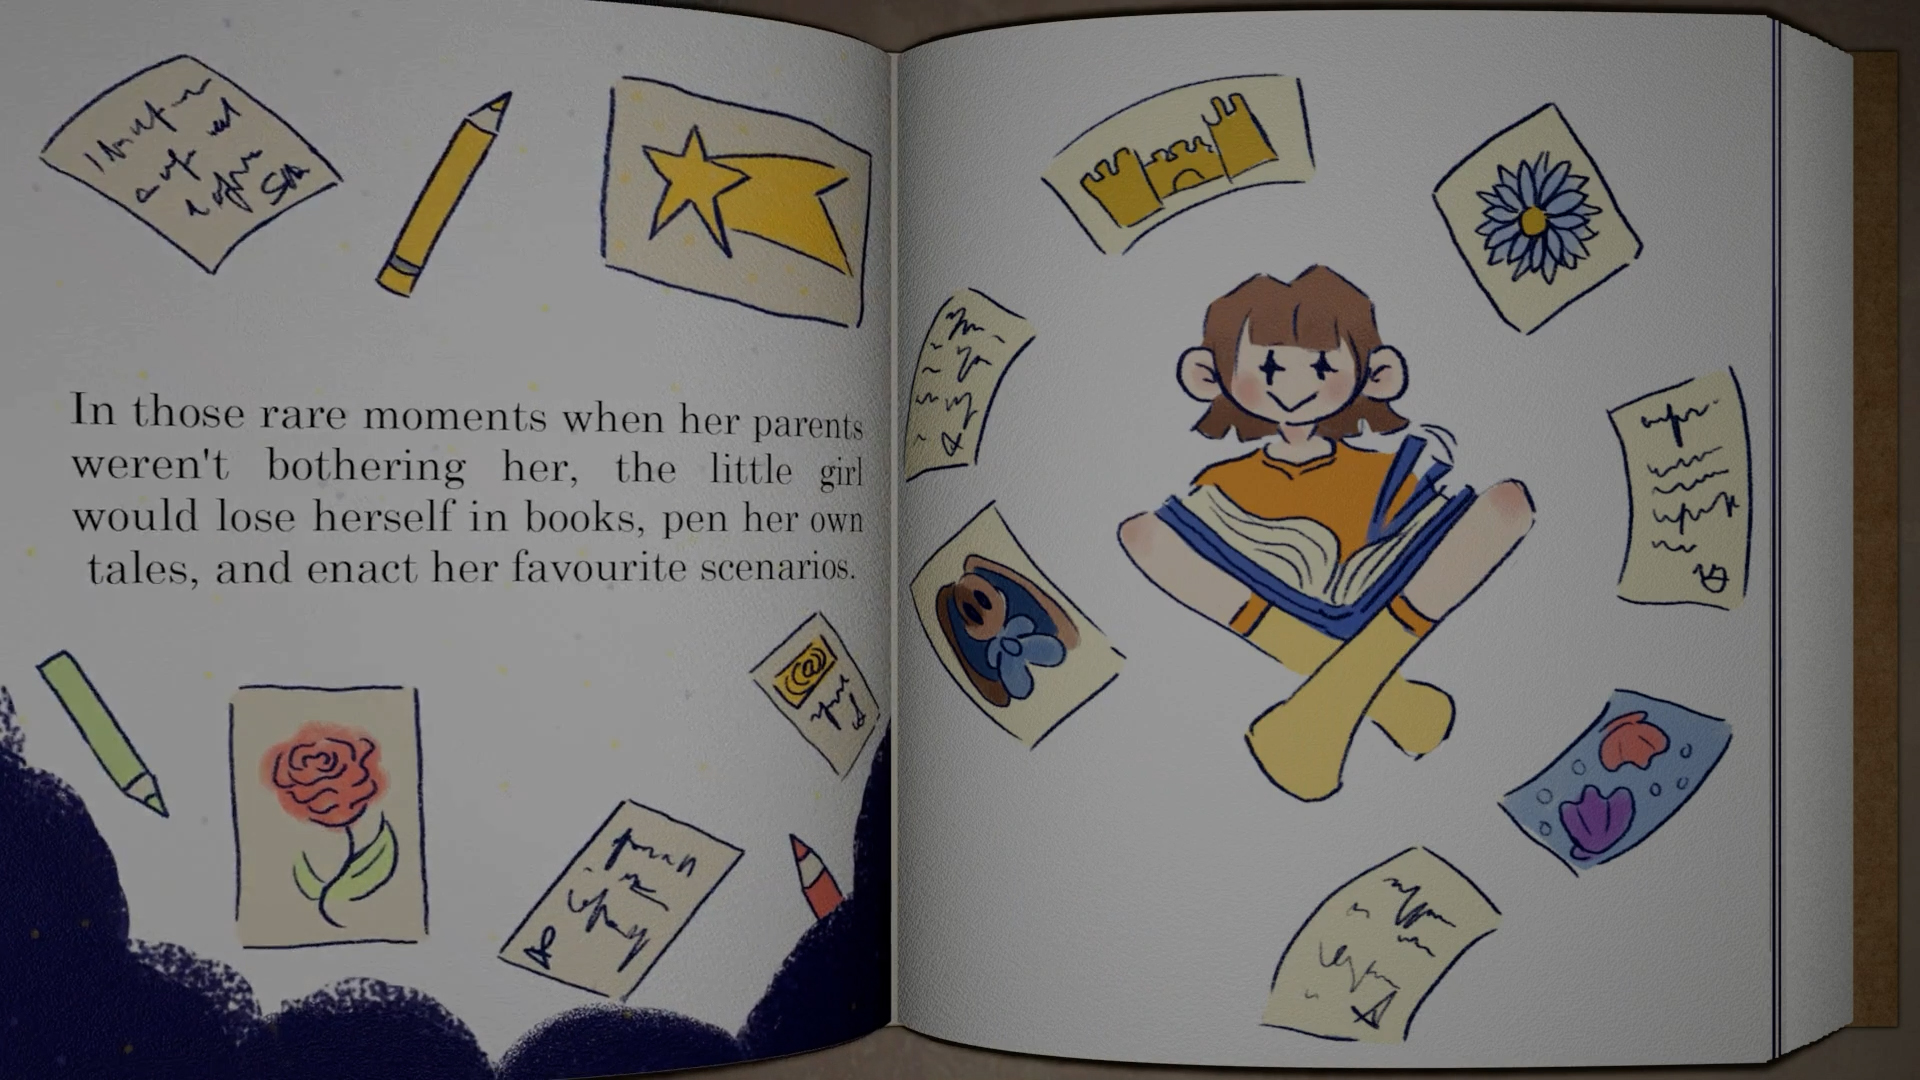 In those rare moments when her parents
weren't bothering her, the little girl
would lose herself in books, pen her own
tales, and enact her favourite scenarios.